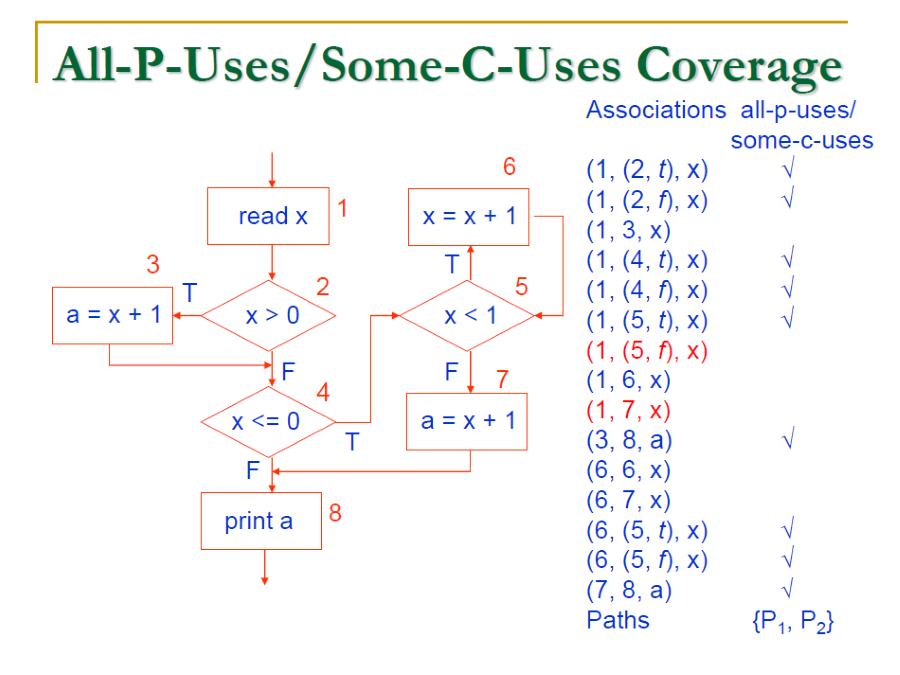 All-P-Uses/Some-C-Uses Coverage
Associations all-p-uses/
some-c-uses
(1, (2, t), x) √
(1, (2, f), x) √
(1, 3, x)
(1, (4, t), x) √
(1, (4, f), x) √
(1, (5, t), x) √
(1, (5, f), x)
(1, 6, x)
(1, 7, x)
(3, 8, a) √
(6, 6, x)
(6, 7, x)
(6, (5, t), x) √
(6, (5, f), x) √
(7, 8, a) √
Paths {P₁, P₂}
read x 1
x > 0 2
T
F
a = x + 1 3
x <= 0 4
T
F
x < 1 5
T
F
x = x + 1 6
a = x + 1 7
print a 8